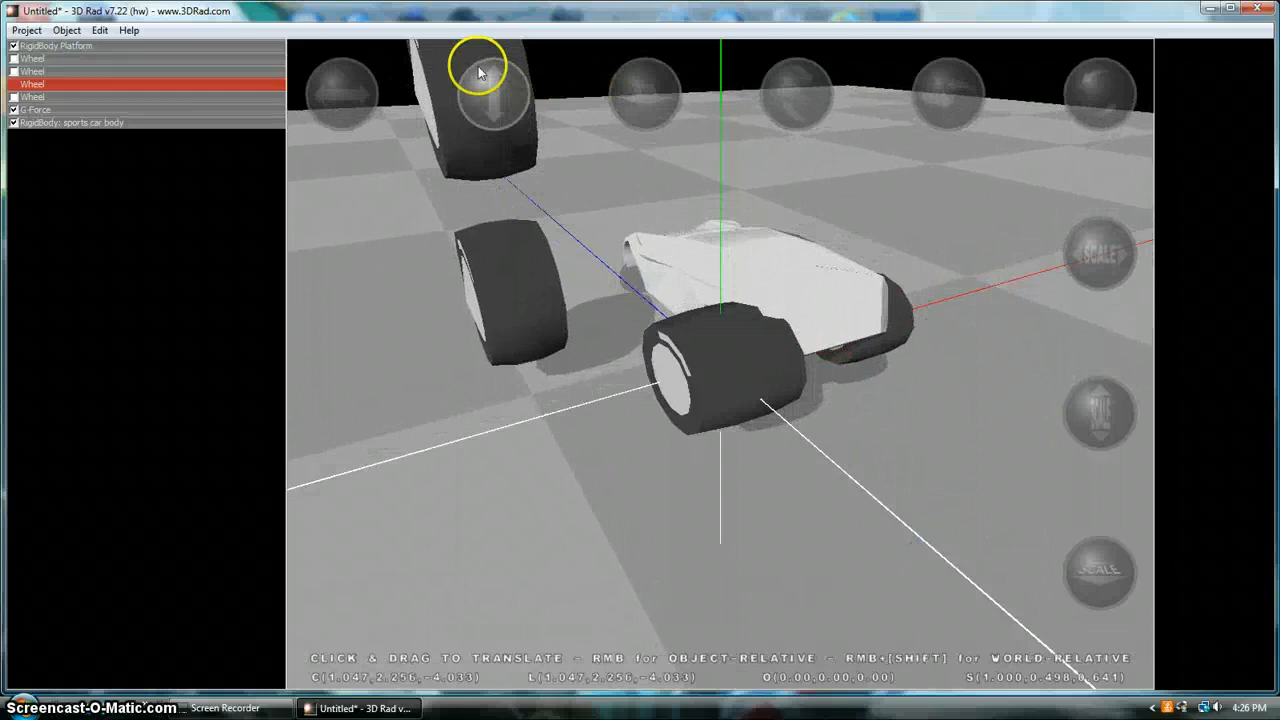 Untitled* - 3D Rad v7.22 (hw) - www.3DRad.com
Project Object Edit Help
RigidBody Platform
Wheel
Wheel
Wheel
Wheel
G-Force
RigidBody: sports car body
SCALE
SCALE
SCALE
CLICK & DRAG TO TRANSLATE - RMB for OBJECT-RELATIVE - RMB+[SHIFT] for WORLD-RELATIVE
C(1.047,2.256,-4.033) L(1.047,2.256,-4.033) O(0.00,0.00,0.00) S(1.000,0.498,0.641)
Screencast-O-Matic.com Screen Recorder Untitled* - 3D Rad v... 4:26 PM